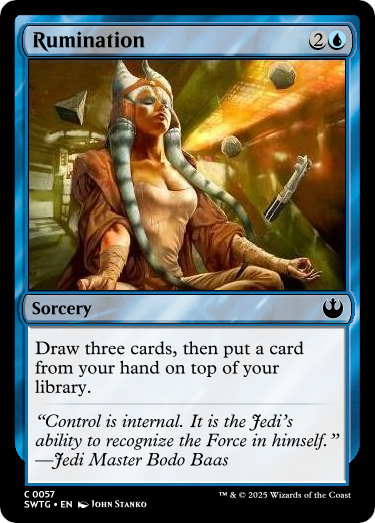 Rumination 2
Sorcery
Draw three cards, then put a card
from your hand on top of your
library.
“Control is internal. It is the Jedi’s
ability to recognize the Force in himself.”
—Jedi Master Bodo Baas
C 0057
SWTG • EN John Stanko
™ & © 2025 Wizards of the Coast